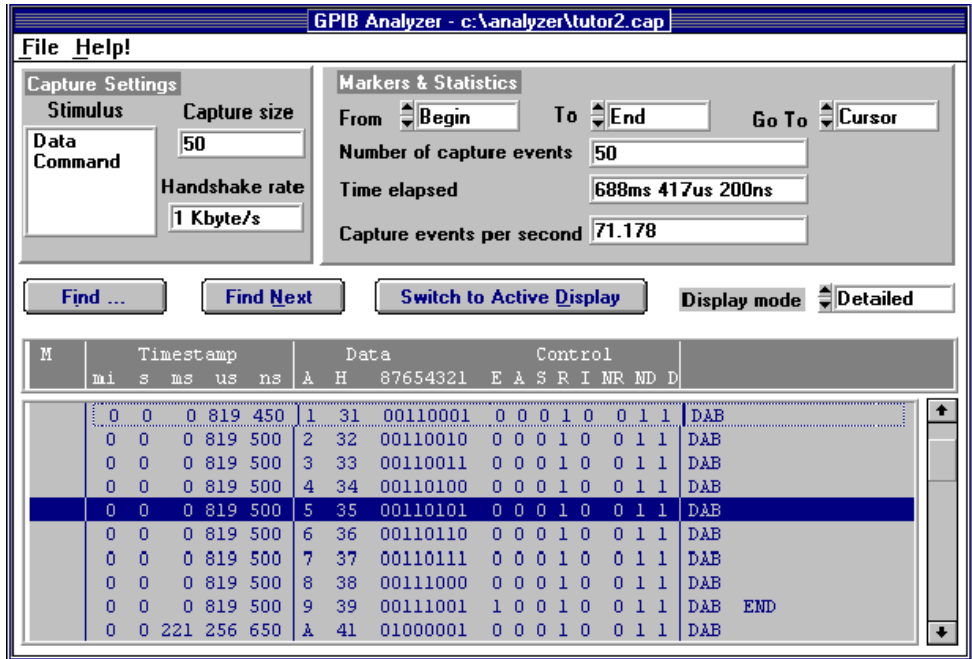 GPIB Analyzer - c:\analyzer\tutor2.cap
File Help!
Capture Settings
Stimulus Capture size
Data
Command
50
Handshake rate
1 Kbyte/s
Markers & Statistics
From Begin To End Go To Cursor
Number of capture events 50
Time elapsed 688ms 417us 200ns
Capture events per second 71.178
Find ... Find Next Switch to Active Display Display mode Detailed
M Timestamp Data Control
mi s ms us ns A H 87654321 E A S R I NR ND D
0 0 0 819 450 1 31 00110001 0 0 0 1 0 0 1 1 DAB
0 0 0 819 500 2 32 00110010 0 0 0 1 0 0 1 1 DAB
0 0 0 819 500 3 33 00110011 0 0 0 1 0 0 1 1 DAB
0 0 0 819 500 4 34 00110100 0 0 0 1 0 0 1 1 DAB
0 0 0 819 500 5 35 00110101 0 0 0 1 0 0 1 1 DAB
0 0 0 819 500 6 36 00110110 0 0 0 1 0 0 1 1 DAB
0 0 0 819 500 7 37 00110111 0 0 0 1 0 0 1 1 DAB
0 0 0 819 500 8 38 00111000 0 0 0 1 0 0 1 1 DAB
0 0 0 819 500 9 39 00111001 1 0 0 1 0 0 1 1 DAB END
0 0 221 256 650 A 41 01000001 0 0 0 1 0 0 1 1 DAB